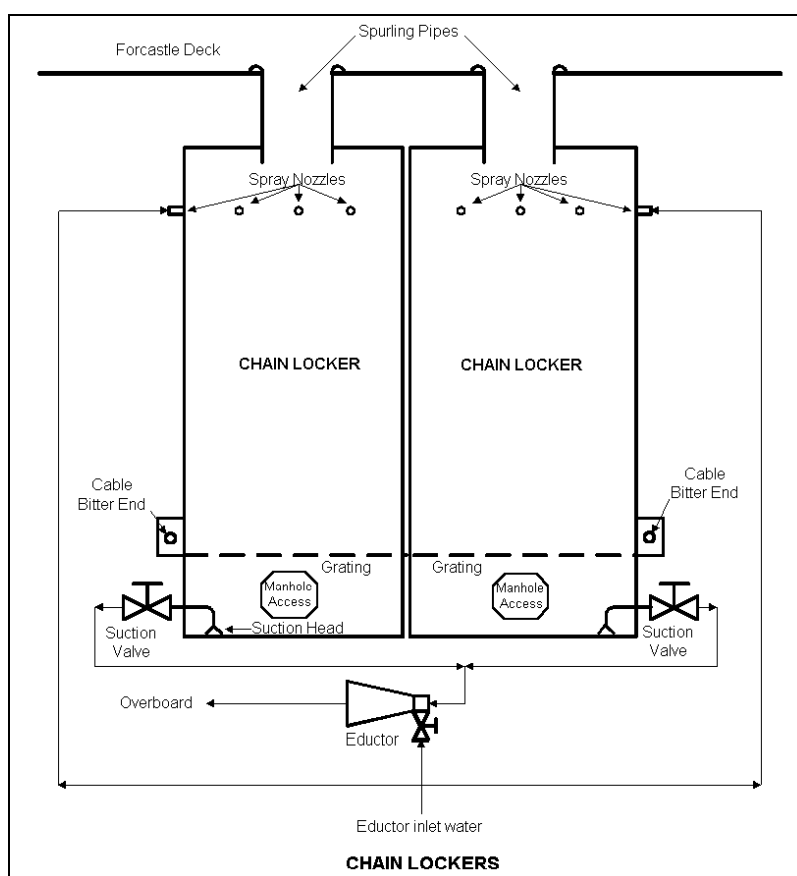 Spurling Pipes
Forcastle Deck
Spray Nozzles
Spray Nozzles
CHAIN LOCKER
CHAIN LOCKER
Cable
Bitter End
Cable
Bitter End
Grating
Grating
Manhole
Access
Manhole
Access
Suction
Valve
Suction Head
Suction
Valve
Overboard
Eductor
Eductor inlet water
CHAIN LOCKERS